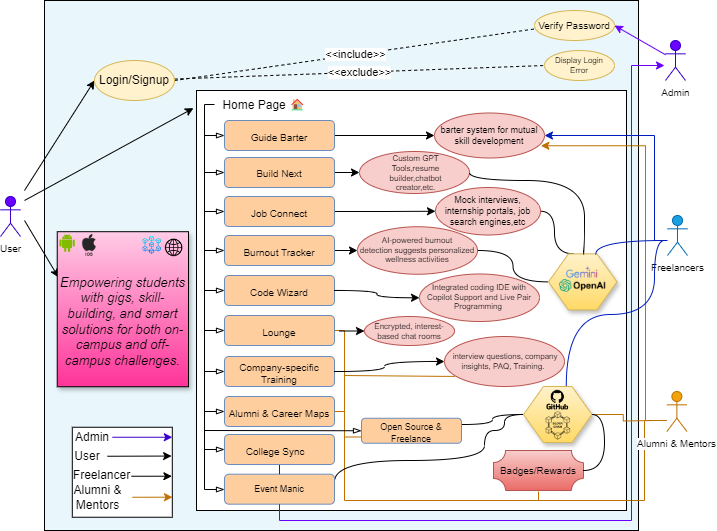 Verify Password
<<include>>
Display Login
Error
<<exclude>>
Login/Signup
Admin
Home Page
Guide Barter
barter system for mutual
skill development
Build Next
Custom GPT
Tools,resume
builder,chatbot
creator,etc.
Job Connect
Mock interviews,
internship portals, job
search engines,etc
User
Burnout Tracker
AI-powered burnout
detection suggests personalized
wellness activities
Freelancers
iOS
Empowering students
with gigs, skill-
building, and smart
solutions for both on-
campus and off-
campus challenges.
Gemini
OpenAI
Code Wizard
Integrated coding IDE with
Copilot Support and Live Pair
Programming
Lounge
Encrypted, interest-
based chat rooms
Company-specific
Training
interview questions, company
insights, PAQ, Training.
Alumni & Career Maps
GitHub
Open Source &
Freelance
Alumni & Mentors
College Sync
Badges/Rewards
Event Manic
Admin
User
Freelancer
Alumni &
Mentors